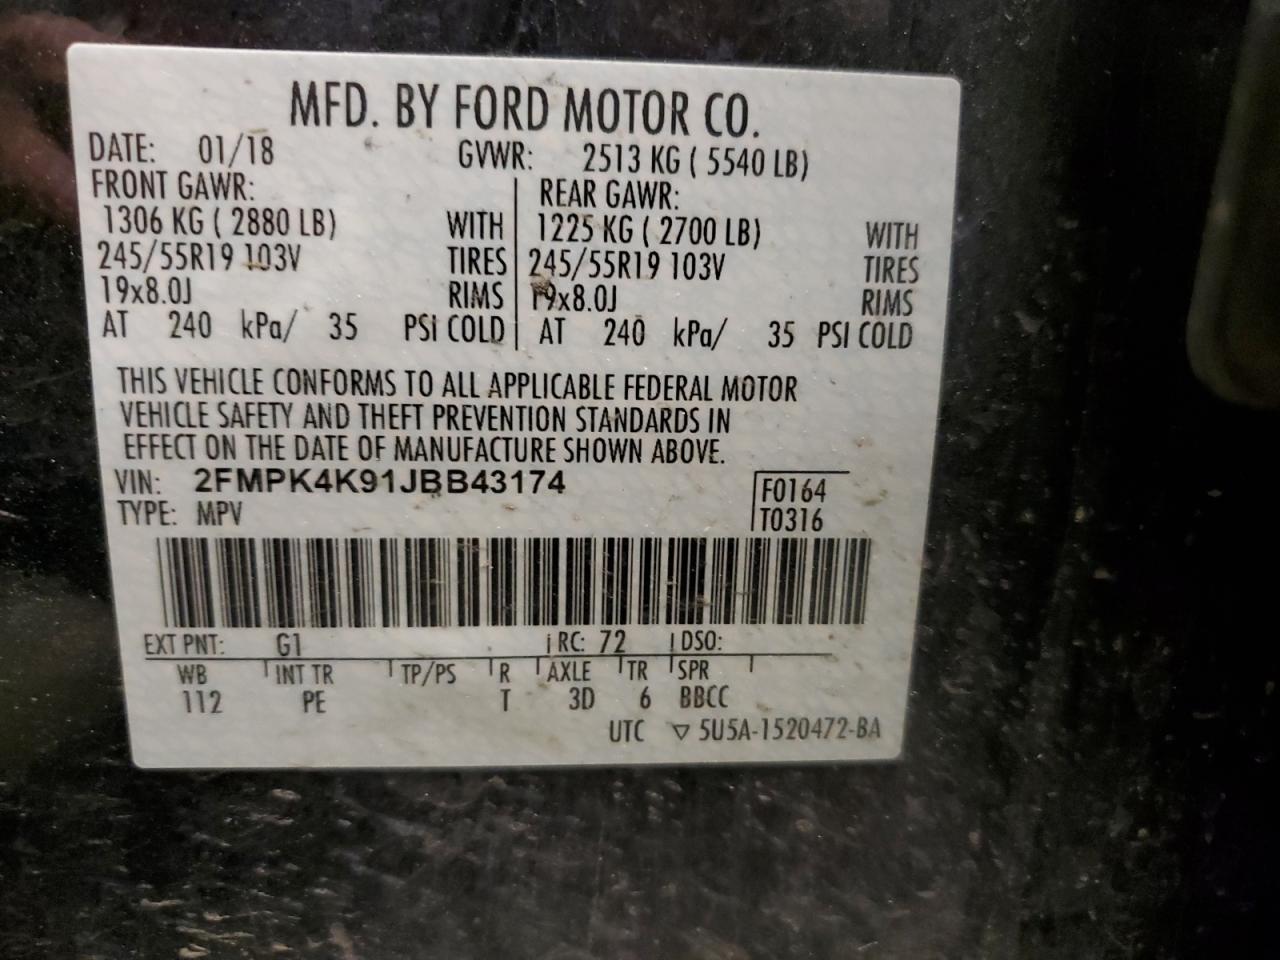 MFD. BY FORD MOTOR CO.
DATE: 01/18 GVWR: 2513 KG ( 5540 LB)
FRONT GAWR: REAR GAWR:
1306 KG ( 2880 LB) WITH 1225 KG ( 2700 LB) WITH
245/55R19 103V TIRES 245/55R19 103V TIRES
19x8.0J RIMS 19x8.0J RIMS
AT 240 kPa/ 35 PSI COLD AT 240 kPa/ 35 PSI COLD
THIS VEHICLE CONFORMS TO ALL APPLICABLE FEDERAL MOTOR
VEHICLE SAFETY AND THEFT PREVENTION STANDARDS IN
EFFECT ON THE DATE OF MANUFACTURE SHOWN ABOVE.
VIN: 2FMPK4K91JBB43174 F0164
TYPE: MPV T0316
EXT PNT: G1 RC: 72 DSO:
WB INT TR TP/PS R AXLE TR SPR
112 PE T 3D 6 BBCC
UTC ▽ 5U5A-1520472-BA